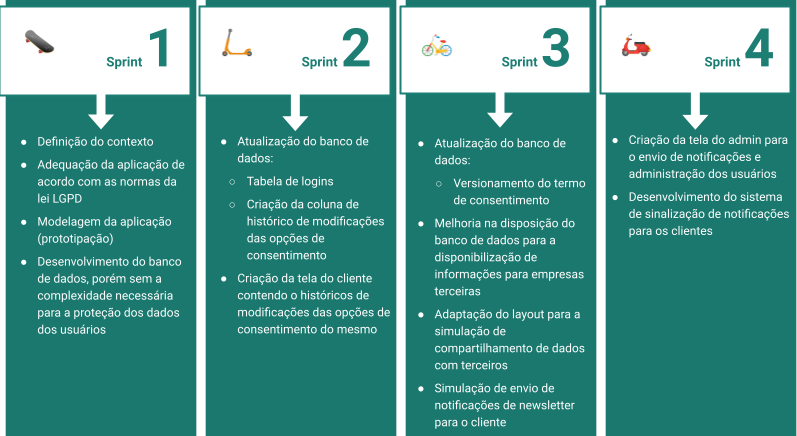 Sprint 1
Definição do contexto
Adequação da aplicação de
acordo com as normas da
lei LGPD
Modelagem da aplicação
(prototipação)
Desenvolvimento do banco
de dados, porém sem a
complexidade necessária
para a proteção dos dados
dos usuários
Sprint 2
Atualização do banco de
dados:
Tabela de logins
Criação da coluna de
histórico de modificações
das opções de
consentimento
Criação da tela do cliente
contendo o históricos de
modificações das opções de
consentimento do mesmo
Sprint 3
Atualização do banco de
dados:
Versionamento do termo
de consentimento
Melhoria na disposição do
banco de dados para a
disponibilização de
informações para empresas
terceiras
Adaptação do layout para a
simulação de
compartilhamento de dados
com terceiros
Simulação de envio de
notificações de newsletter
para o cliente
Sprint 4
Criação da tela do admin para
o envio de notificações e
administração dos usuários
Desenvolvimento do sistema
de sinalização de notificações
para os clientes